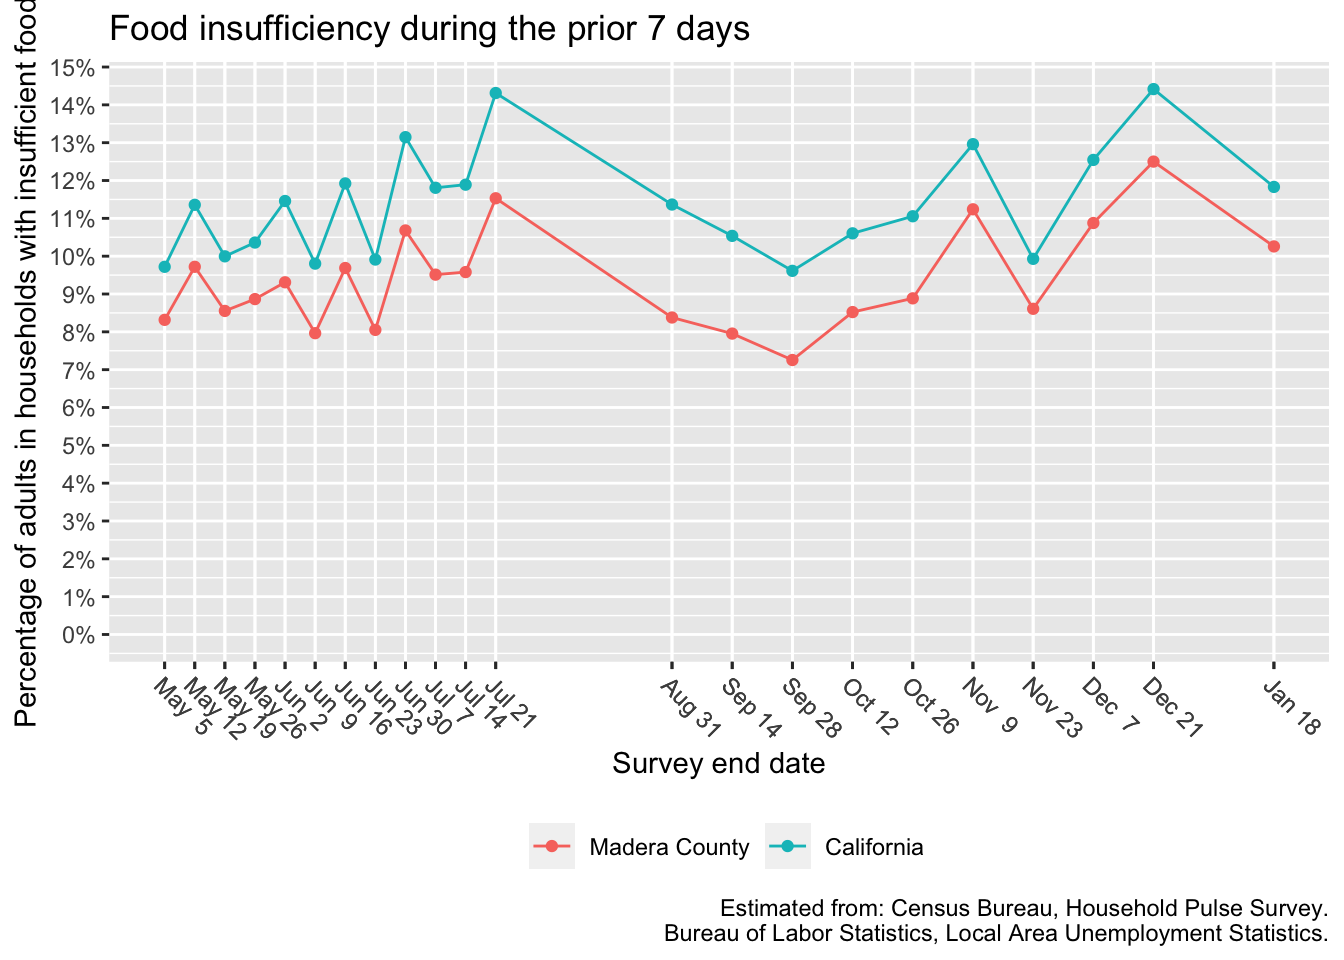 Food insufficiency during the prior 7 days
Percentage of adults in households with insufficient food
15%
14%
13%
12%
11%
10%
9%
8%
7%
6%
5%
4%
3%
2%
1%
0%
May 5
May 12
May 19
May 26
Jun 2
Jun 9
Jun 16
Jun 23
Jun 30
Jul 7
Jul 14
Jul 21
Aug 31
Sep 14
Sep 28
Oct 12
Oct 26
Nov 9
Nov 23
Dec 7
Dec 21
Jan 18
Survey end date
Madera County
California
Estimated from: Census Bureau, Household Pulse Survey.
Bureau of Labor Statistics, Local Area Unemployment Statistics.